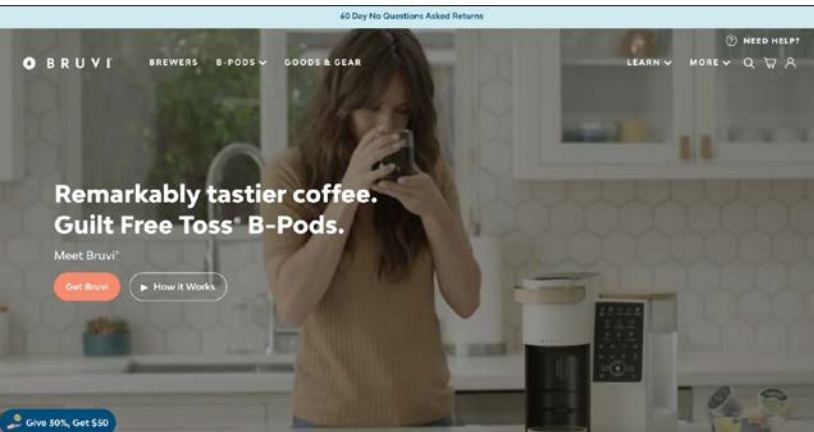 60 Day No Questions Asked Returns
NEED HELP?
BRUVI
BREWERS B-PODS GOODS & GEAR LEARN MORE
Remarkably tastier coffee.
Guilt Free Toss® B-Pods.
Meet Bruvi®
Get Bruvi How it Works
Give 30%, Get $50